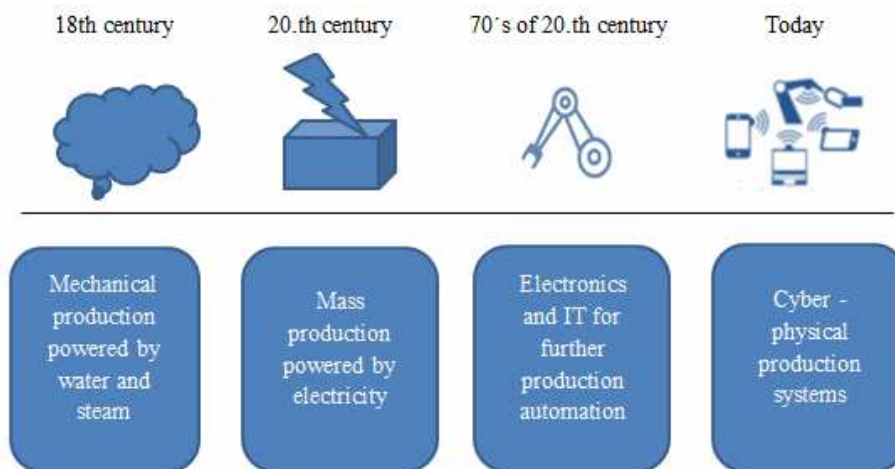 18th century
20.th century
70´s of 20.th century
Today
Mechanical
production
powered by
water and
steam
Mass
production
powered by
electricity
Electronics
and IT for
further
production
automation
Cyber -
physical
production
systems